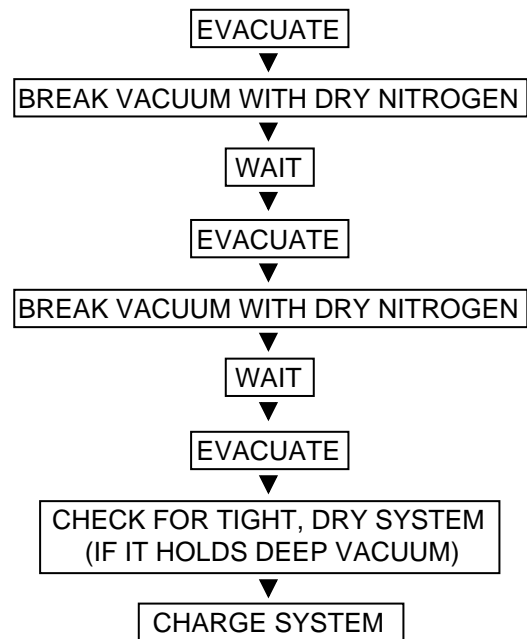 EVACUATE
BREAK VACUUM WITH DRY NITROGEN
WAIT
EVACUATE
BREAK VACUUM WITH DRY NITROGEN
WAIT
EVACUATE
CHECK FOR TIGHT, DRY SYSTEM
(IF IT HOLDS DEEP VACUUM)
CHARGE SYSTEM